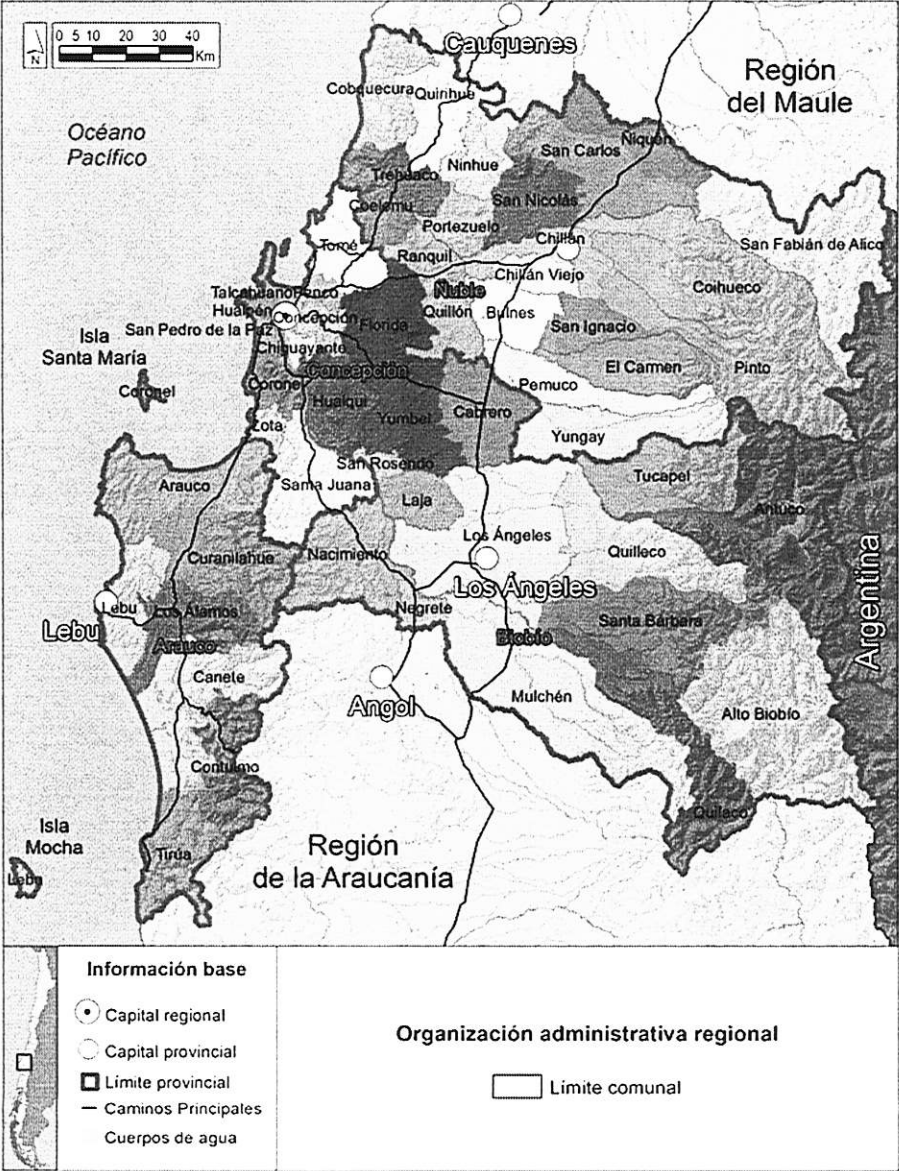 0 5 10 20 30 40
Km
N
Cauquenes
Región
del Maule
Océano
Pacífico
Cobquecura
Quirihue
Ninhue
San Carlos
Ñiquén
Trehuaco
Coelemu
San Nicolás
Portezuelo
Tomé
Ranquil
Chillán
Chillán Viejo
San Fabián de Alico
Coihueco
Talcahuano
Penco
Hualpén
Concepción
San Pedro de la Paz
Florida
Ñuble
Quillón
Bulnes
San Ignacio
Chiguayante
Isla
Santa María
Coronel
Coronel
Concepción
Hualqui
Yumbel
Cabrero
Pemuco
El Carmen
Pinto
Lota
Yungay
San Rosendo
Arauco
Sama Juana
Laja
Tucapel
Antuco
Curanilahue
Nacimiento
Los Ángeles
Los Ángeles
Quilleco
Lebu
Lebu
Los Álamos
Arauco
Negrete
Biobío
Santa Bárbara
Argentina
Canete
Angol
Mulchén
Alto Biobío
Contulmo
Quilaco
Isla
Mocha
Lebu
Tirúa
Región
de la Araucanía
Información base
Capital regional
Capital provincial
Límite provincial
Caminos Principales
Cuerpos de agua
Organización administrativa regional
Límite comunal